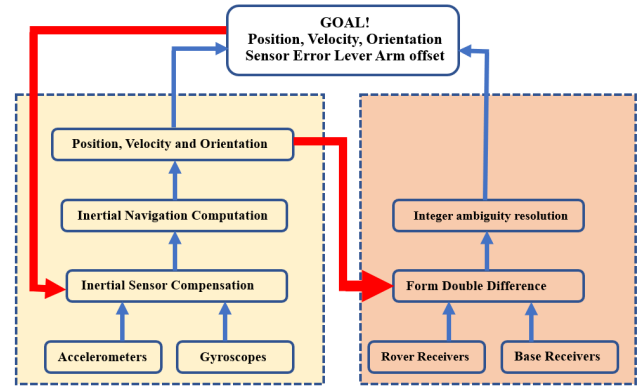 GOAL!
Position, Velocity, Orientation
Sensor Error Lever Arm offset
Position, Velocity and Orientation
Inertial Navigation Computation
Integer ambiguity resolution
Inertial Sensor Compensation
Form Double Difference
Accelerometers
Gyroscopes
Rover Receivers
Base Receivers